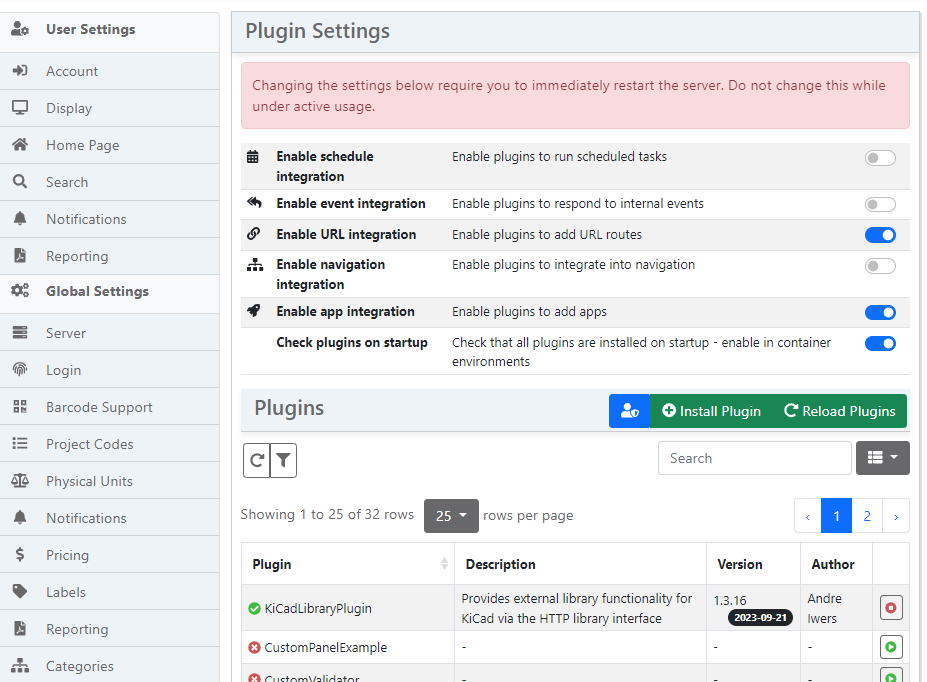 User Settings
Account
Display
Home Page
Search
Notifications
Reporting
Global Settings
Server
Login
Barcode Support
Project Codes
Physical Units
Notifications
Pricing
Labels
Reporting
Categories
Plugin Settings
Changing the settings below require you to immediately restart the server. Do not change this while
under active usage.
Enable schedule
integration
Enable plugins to run scheduled tasks
Enable event integration
Enable plugins to respond to internal events
Enable URL integration
Enable plugins to add URL routes
Enable navigation
integration
Enable plugins to integrate into navigation
Enable app integration
Enable plugins to add apps
Check plugins on startup
Check that all plugins are installed on startup - enable in container
environments
Plugins
Install Plugin
Reload Plugins
Search
Showing 1 to 25 of 32 rows
25
rows per page
‹ 1 2 ›
Plugin Description Version Author
KiCadLibraryPlugin
Provides external library functionality for
KiCad via the HTTP library interface
1.3.16
2023-09-21
Andre
Iwers
CustomPanelExample - - -
CustomValidator - - -